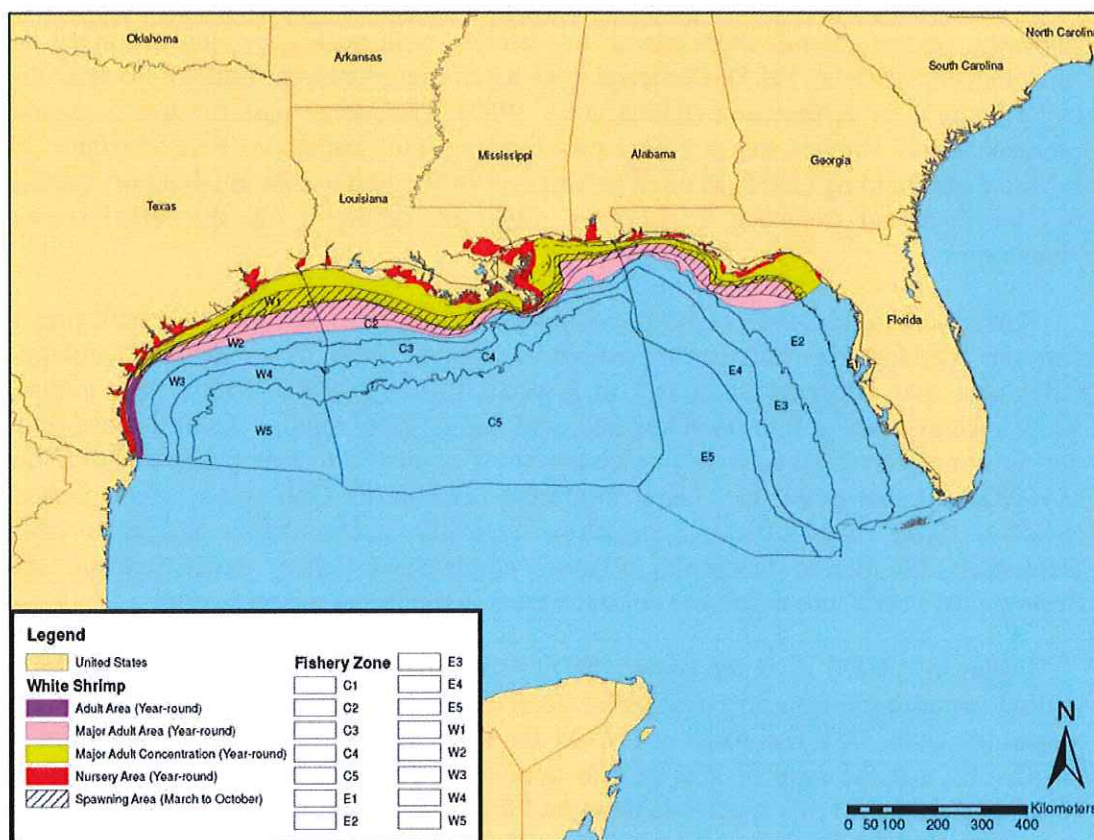 North Carolina
Oklahoma
Arkansas
South Carolina
Mississippi
Alabama
Georgia
Louisiana
Texas
Florida
W1
C2
W2
C3
C4
W3
W4
W5
C5
E2
E1
E4
E3
E5
Legend
United States
White Shrimp
Adult Area (Year-round)
Major Adult Area (Year-round)
Major Adult Concentration (Year-round)
Nursery Area (Year-round)
Spawning Area (March to October)
Fishery Zone
C1
C2
C3
C4
C5
E1
E2
E3
E4
E5
W1
W2
W3
W4
W5
N
Kilometers
0 50 100 200 300 400